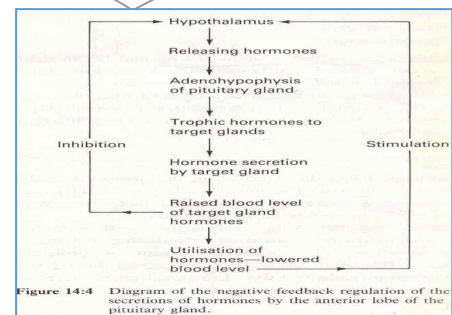 Hypothalamus
Releasing hormones
Adenohypophysis
of pituitary gland
Trophic hormones to
target glands
Inhibition
Stimulation
Hormone secretion
by target gland
Raised blood level
of target gland
hormones
Utilisation of
hormones—lowered
blood level
Figure 14:4 Diagram of the negative feedback regulation of the
secretions of hormones by the anterior lobe of the
pituitary gland.